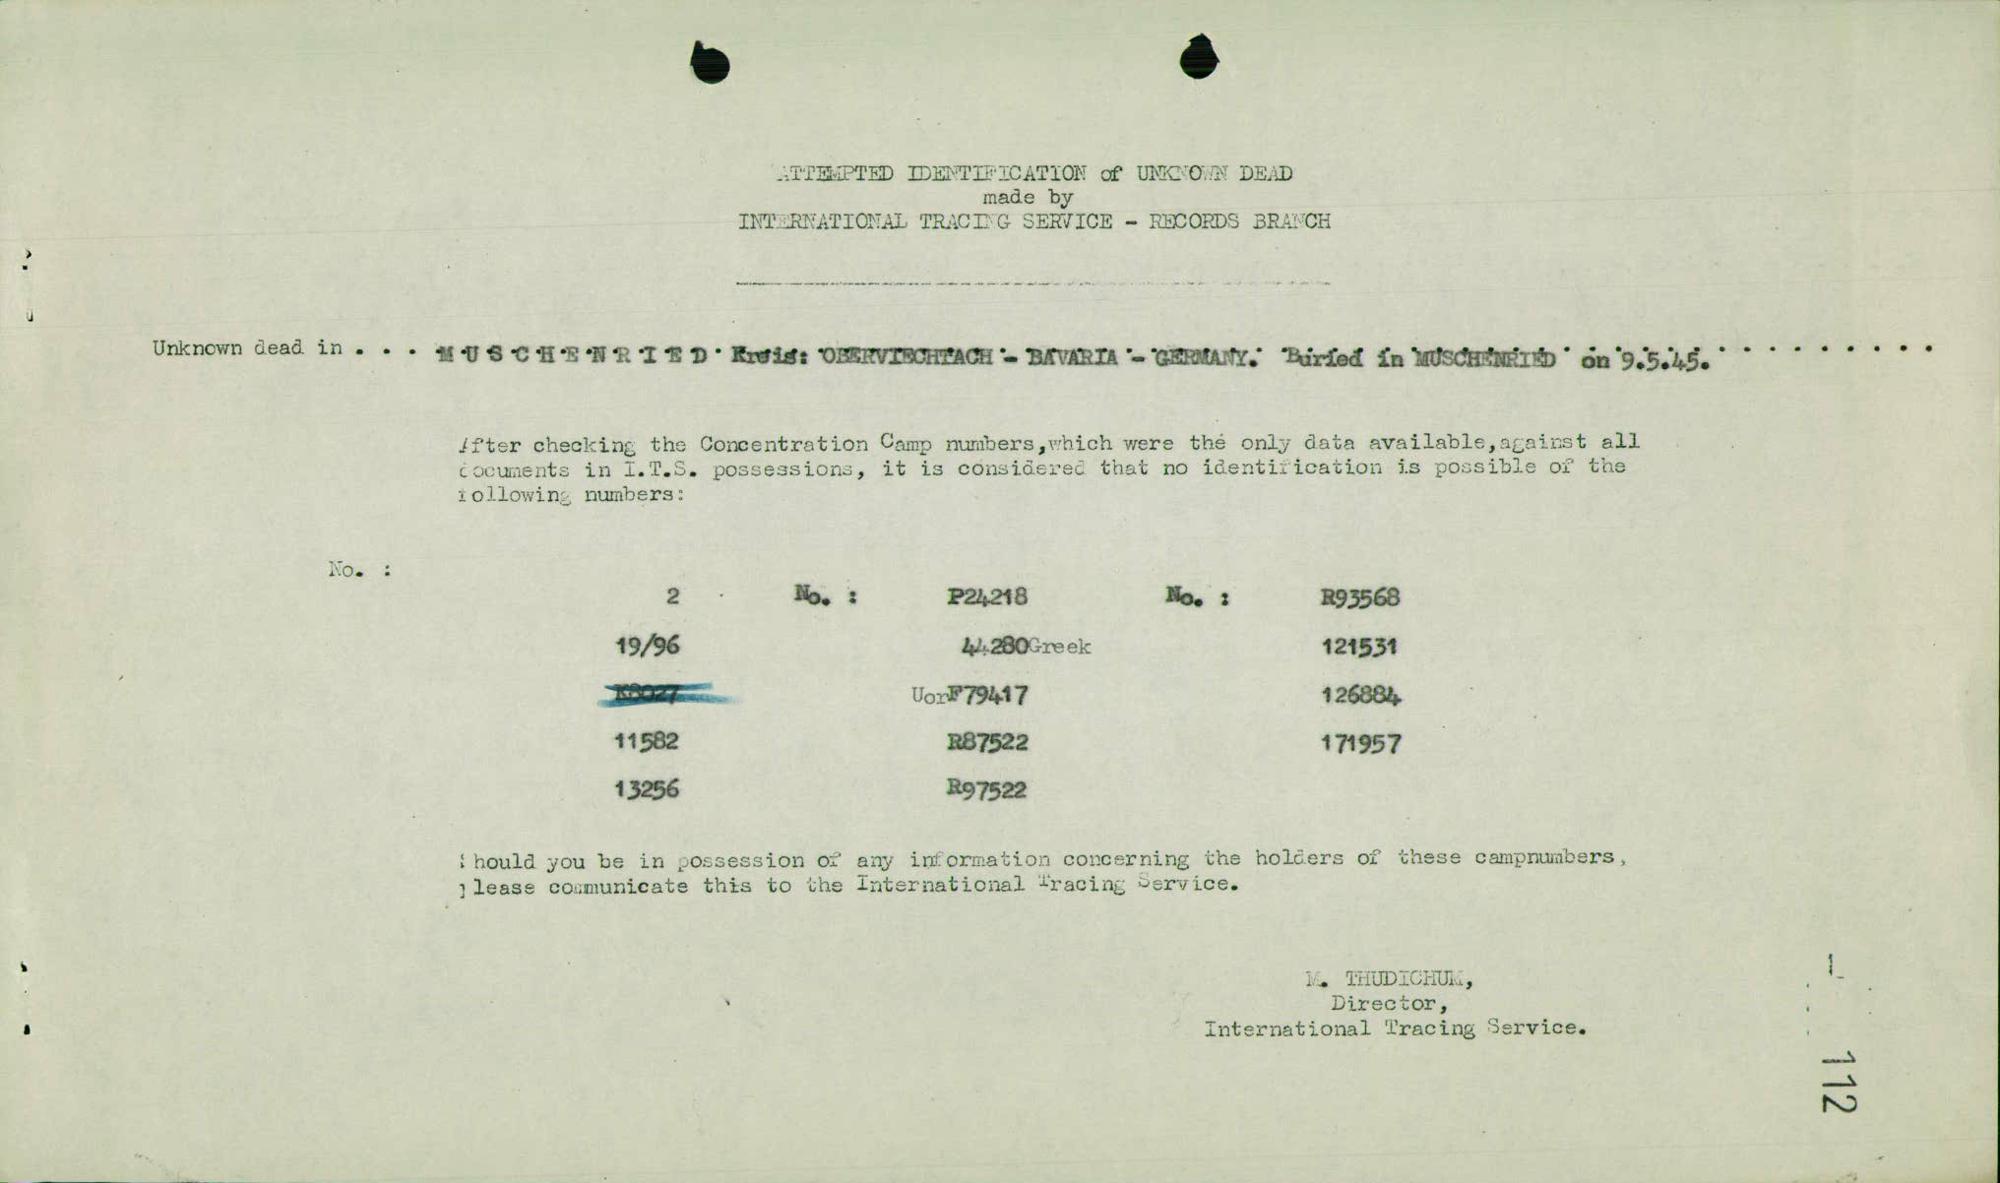 ATTEMPTED IDENTIFICATION of UNKNOWN DEAD
made by
INTERNATIONAL TRACING SERVICE - RECORDS BRANCH
Unknown dead in . . . MUSCHENRIED Kreis: OBERVIECHTACH - BAVARIA - GERMANY. Buried in MUSCHENRIED on 9.5.45.
After checking the Concentration Camp numbers,which were the only data available,against all
documents in I.T.S. possessions, it is considered that no identification is possible of the
following numbers:
No. :
2 No. : P24218 No. : R93568
19/96 44280Greek 121531
K8027 UorF79417 126884
11582 R87522 171957
13256 R97522
Should you be in possession of any information concerning the holders of these campnumbers,
please communicate this to the International Tracing Service.
M. THUDICHUM,
Director,
International Tracing Service.
112